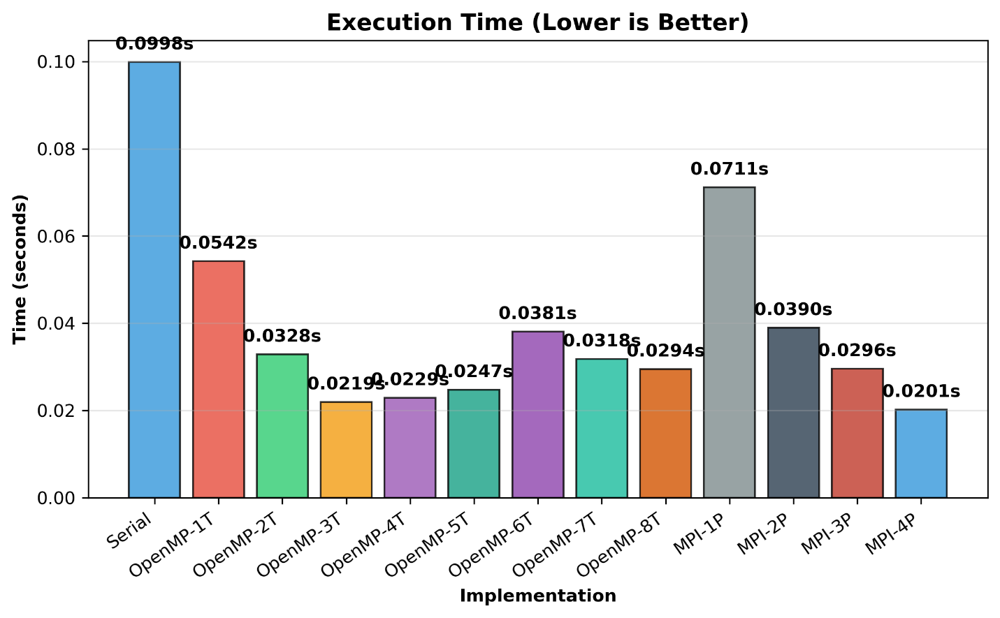 Execution Time (Lower is Better)
Time (seconds)
0.10
0.08
0.06
0.04
0.02
0.00
0.0998s
0.0542s
0.0328s
0.0219s
0.0229s
0.0247s
0.0381s
0.0318s
0.0294s
0.0711s
0.0390s
0.0296s
0.0201s
Serial
OpenMP-1T
OpenMP-2T
OpenMP-3T
OpenMP-4T
OpenMP-5T
OpenMP-6T
OpenMP-7T
OpenMP-8T
MPI-1P
MPI-2P
MPI-3P
MPI-4P
Implementation